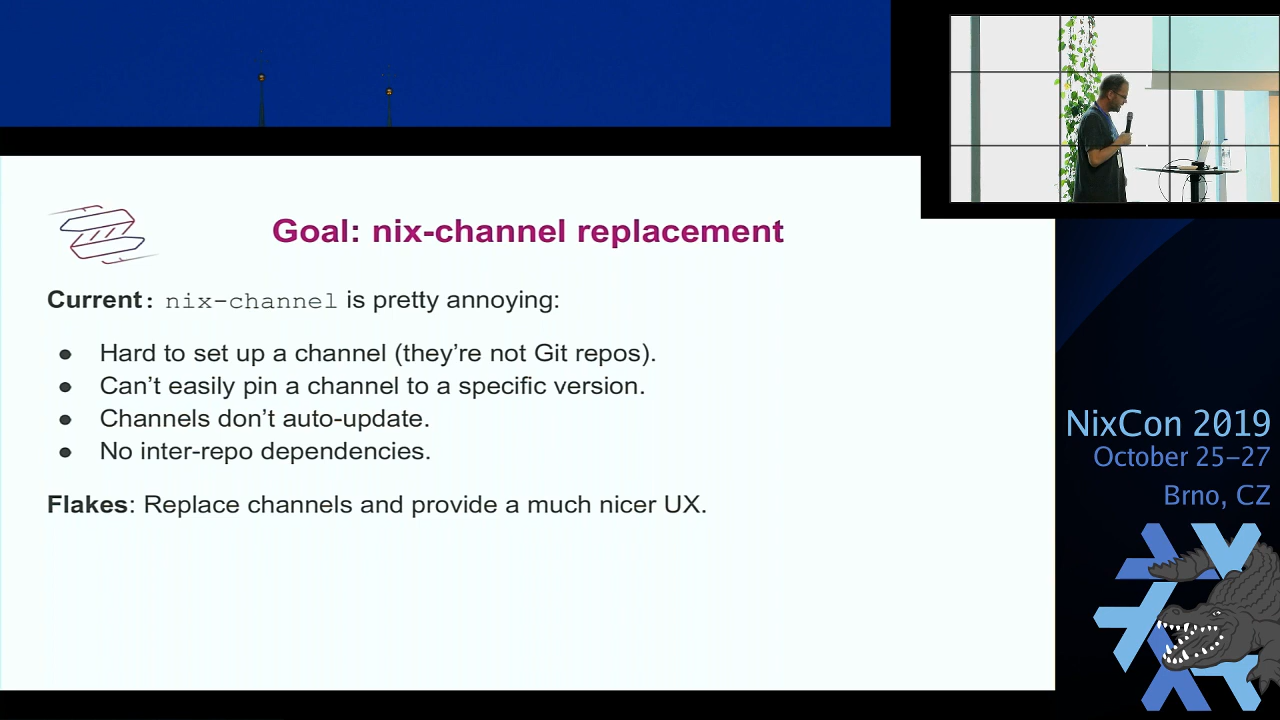 Goal: nix-channel replacement
Current: nix-channel is pretty annoying:
● Hard to set up a channel (they’re not Git repos).
● Can’t easily pin a channel to a specific version.
● Channels don’t auto-update.
● No inter-repo dependencies.
Flakes: Replace channels and provide a much nicer UX.
NixCon 2019
October 25–27
Brno, CZ